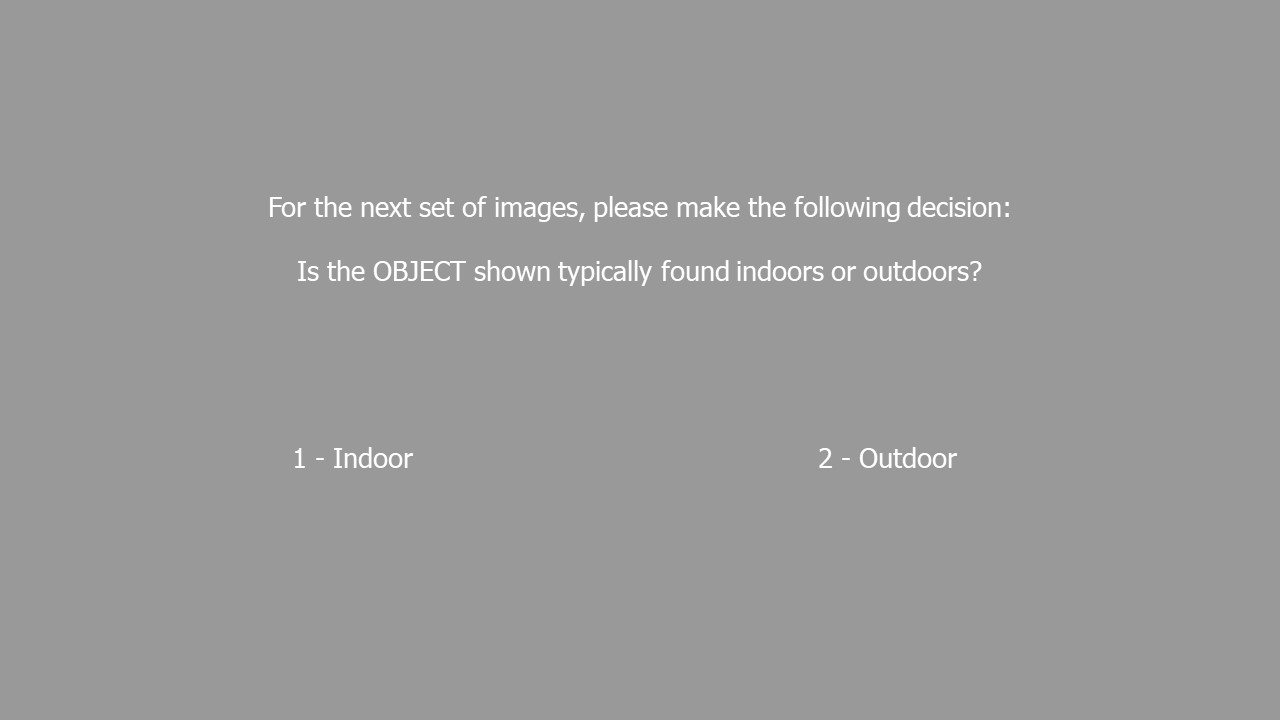 For the next set of images, please make the following decision:
Is the OBJECT shown typically found indoors or outdoors?
1 - Indoor
2 - Outdoor